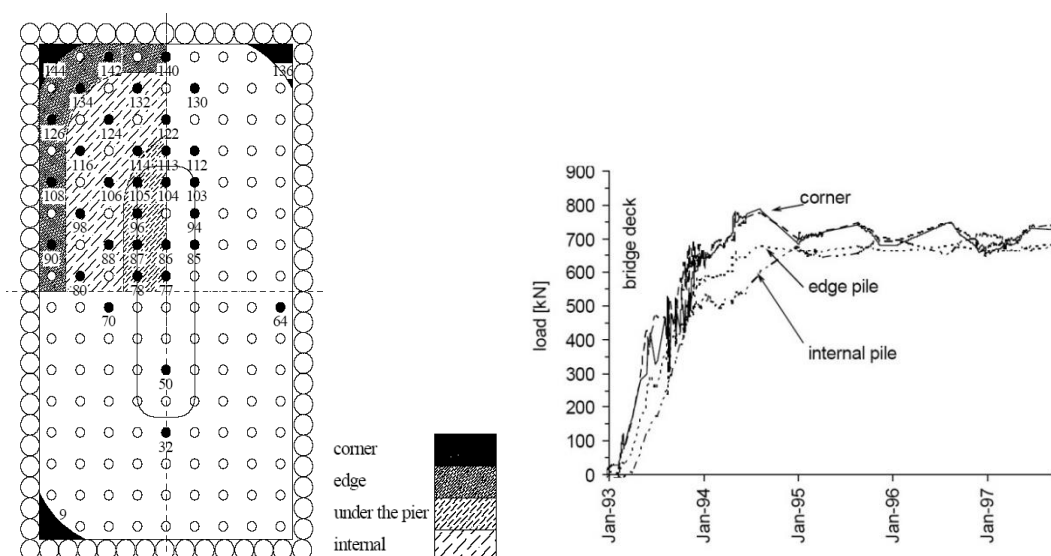 144 142 140 136
134 132 130
126 124 122
116 114 113 112
108 106 105 104 103
98 96 94
90 88 87 86 85
80 78 77
70 64
50
32
9
corner
edge
under the pier
internal
900
800
700
600
500
400
300
200
100
0
load [kN]
bridge deck
corner
edge pile
internal pile
Jan-93
Jan-94
Jan-95
Jan-96
Jan-97